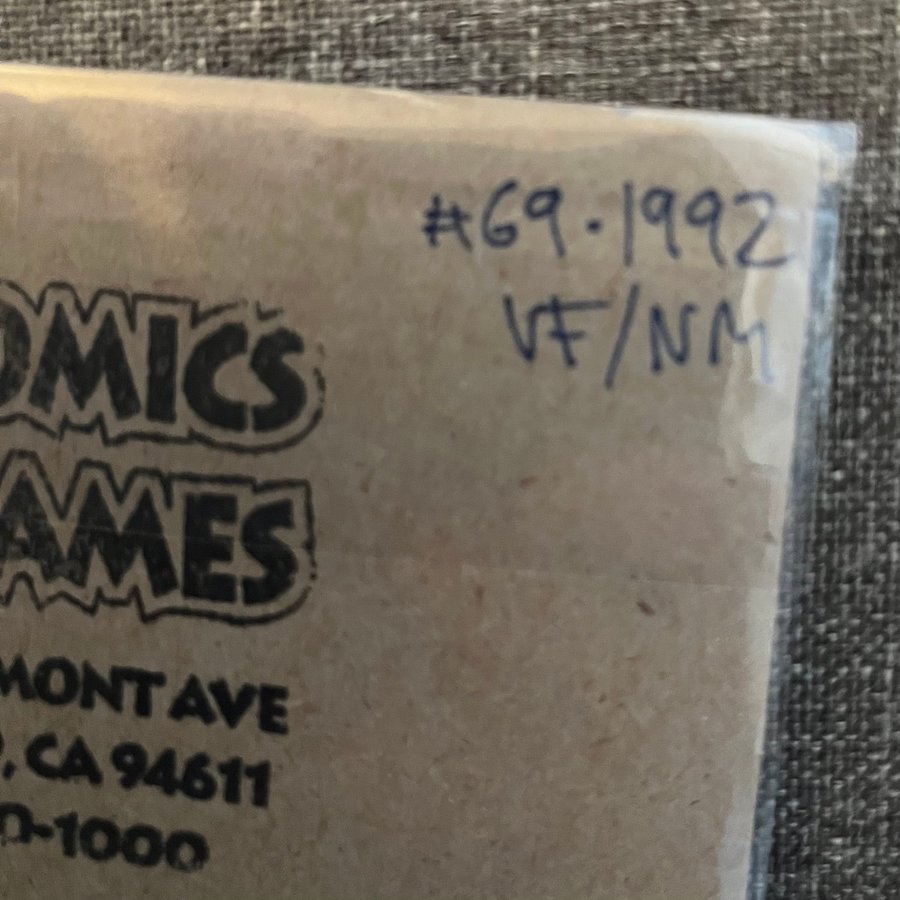 #69•1992
VF/NM
OMICS
AMES
MONT AVE
, CA 94611
0-1000